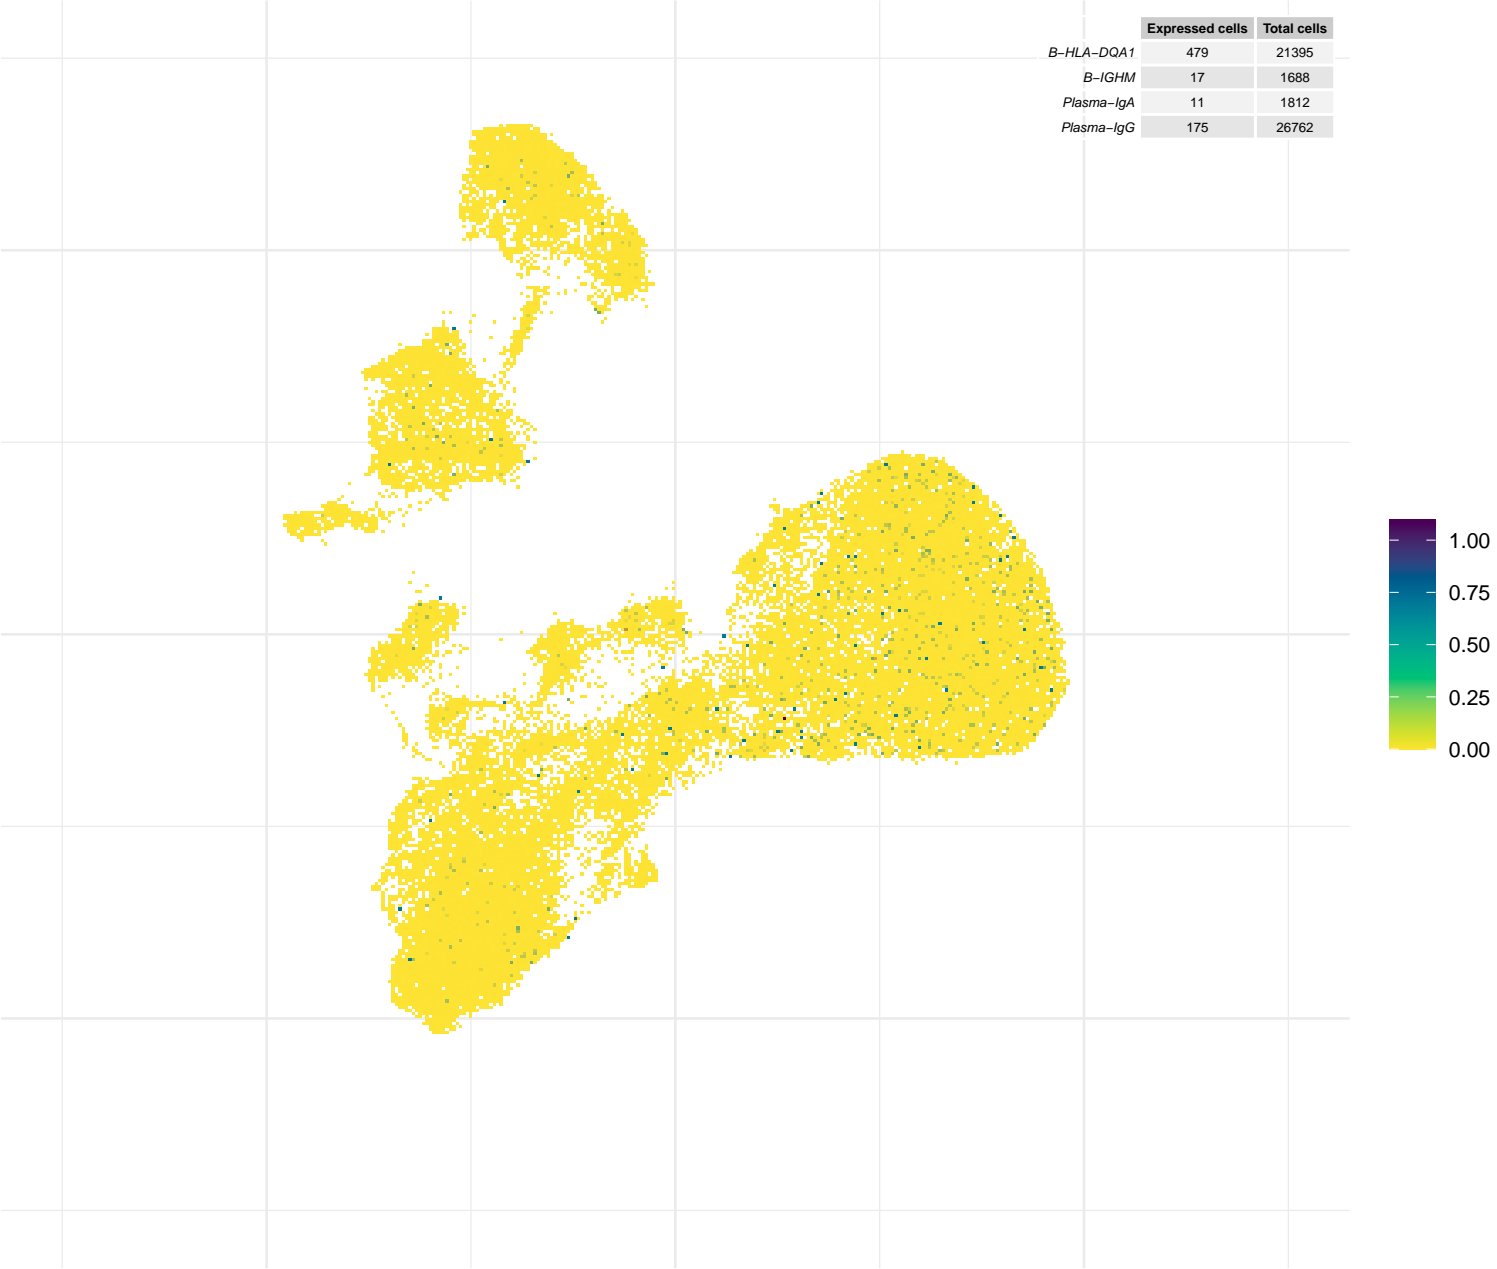 Expressed cells Total cells
B−HLA−DQA1 479 21395
B−IGHM 17 1688
Plasma−IgA 11 1812
Plasma−IgG 175 26762
1.00
0.75
0.50
0.25
0.00